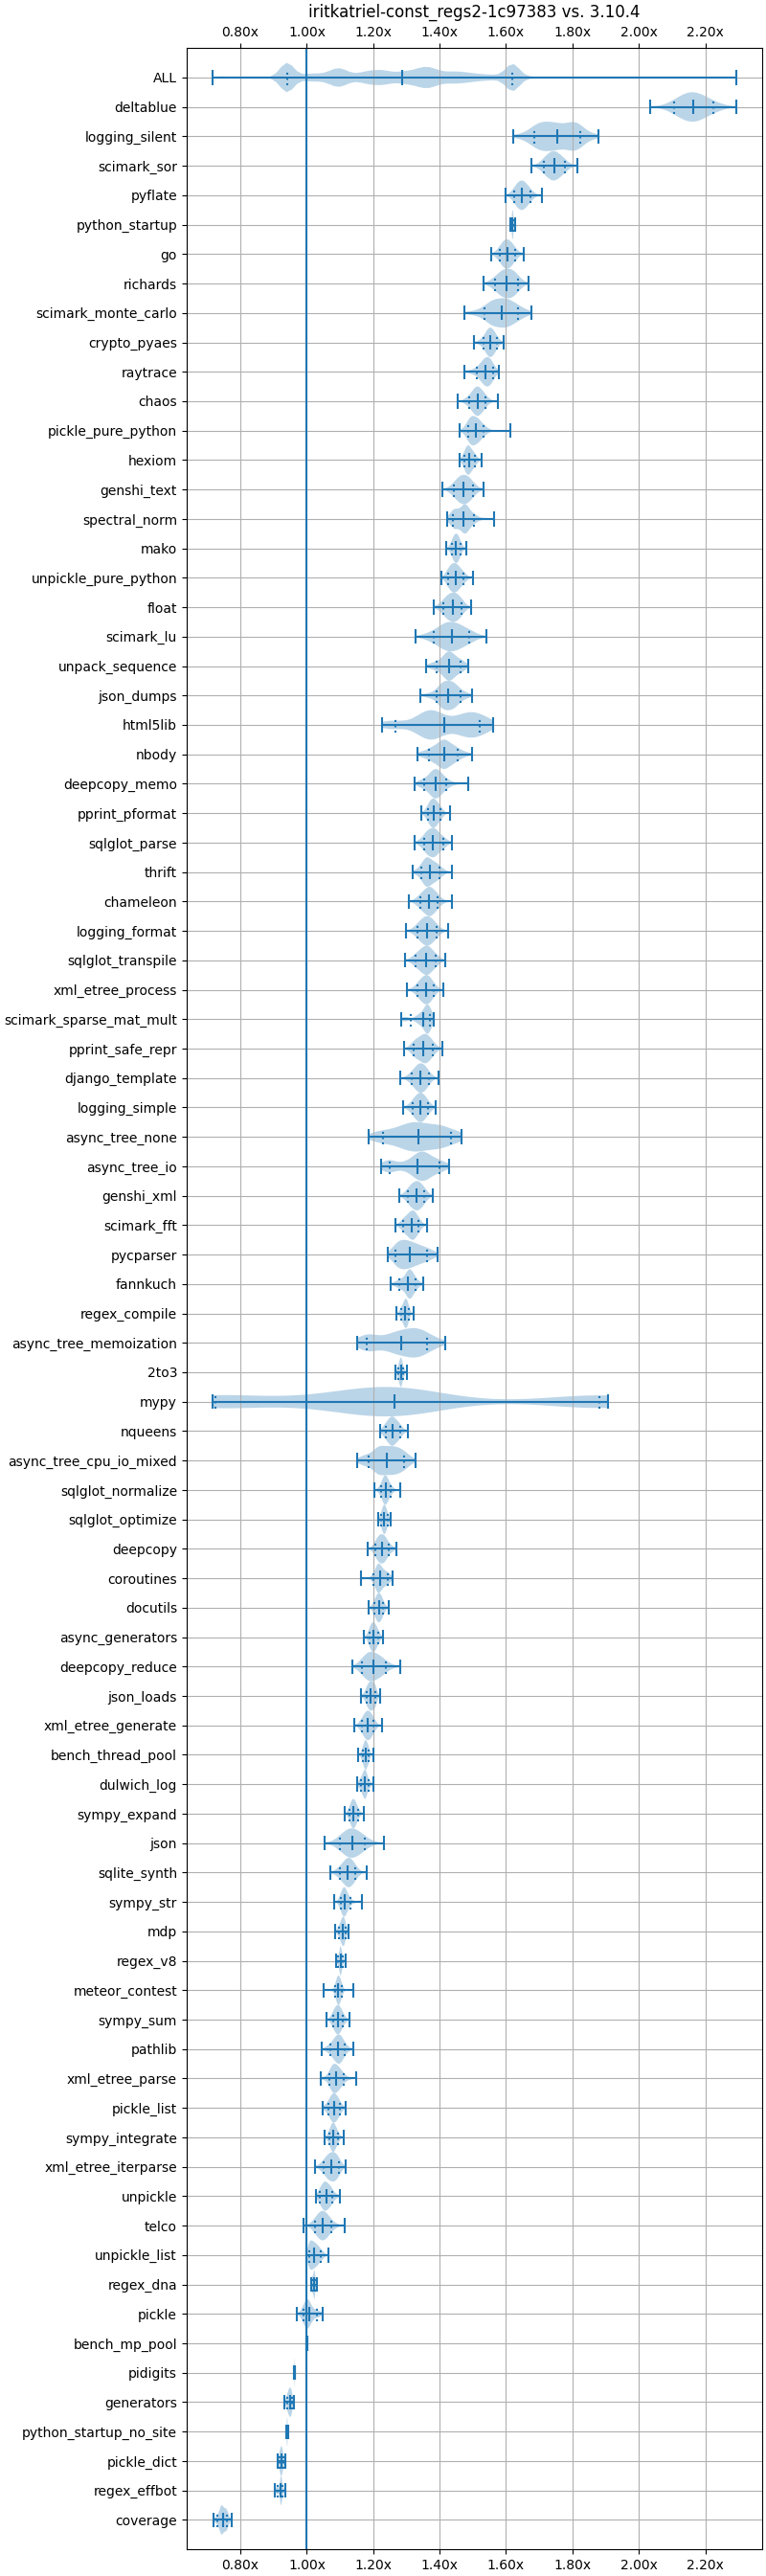 iritkatriel-const_regs2-1c97383 vs. 3.10.4
0.80x 1.00x 1.20x 1.40x 1.60x 1.80x 2.00x 2.20x
ALL
deltablue
logging_silent
scimark_sor
pyflate
python_startup
go
richards
scimark_monte_carlo
crypto_pyaes
raytrace
chaos
pickle_pure_python
hexiom
genshi_text
spectral_norm
mako
unpickle_pure_python
float
scimark_lu
unpack_sequence
json_dumps
html5lib
nbody
deepcopy_memo
pprint_pformat
sqlglot_parse
thrift
chameleon
logging_format
sqlglot_transpile
xml_etree_process
scimark_sparse_mat_mult
pprint_safe_repr
django_template
logging_simple
async_tree_none
async_tree_io
genshi_xml
scimark_fft
pycparser
fannkuch
regex_compile
async_tree_memoization
2to3
mypy
nqueens
async_tree_cpu_io_mixed
sqlglot_normalize
sqlglot_optimize
deepcopy
coroutines
docutils
async_generators
deepcopy_reduce
json_loads
xml_etree_generate
bench_thread_pool
dulwich_log
sympy_expand
json
sqlite_synth
sympy_str
mdp
regex_v8
meteor_contest
sympy_sum
pathlib
xml_etree_parse
pickle_list
sympy_integrate
xml_etree_iterparse
unpickle
telco
unpickle_list
regex_dna
pickle
bench_mp_pool
pidigits
generators
python_startup_no_site
pickle_dict
regex_effbot
coverage
0.80x 1.00x 1.20x 1.40x 1.60x 1.80x 2.00x 2.20x